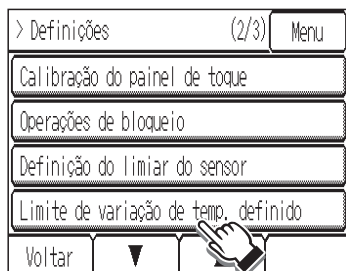 > Definições (2/3) Menu
Calibração do painel de toque
Operações de bloqueio
Definição do limiar do sensor
Limite de variação de temp. definido
Voltar ▼